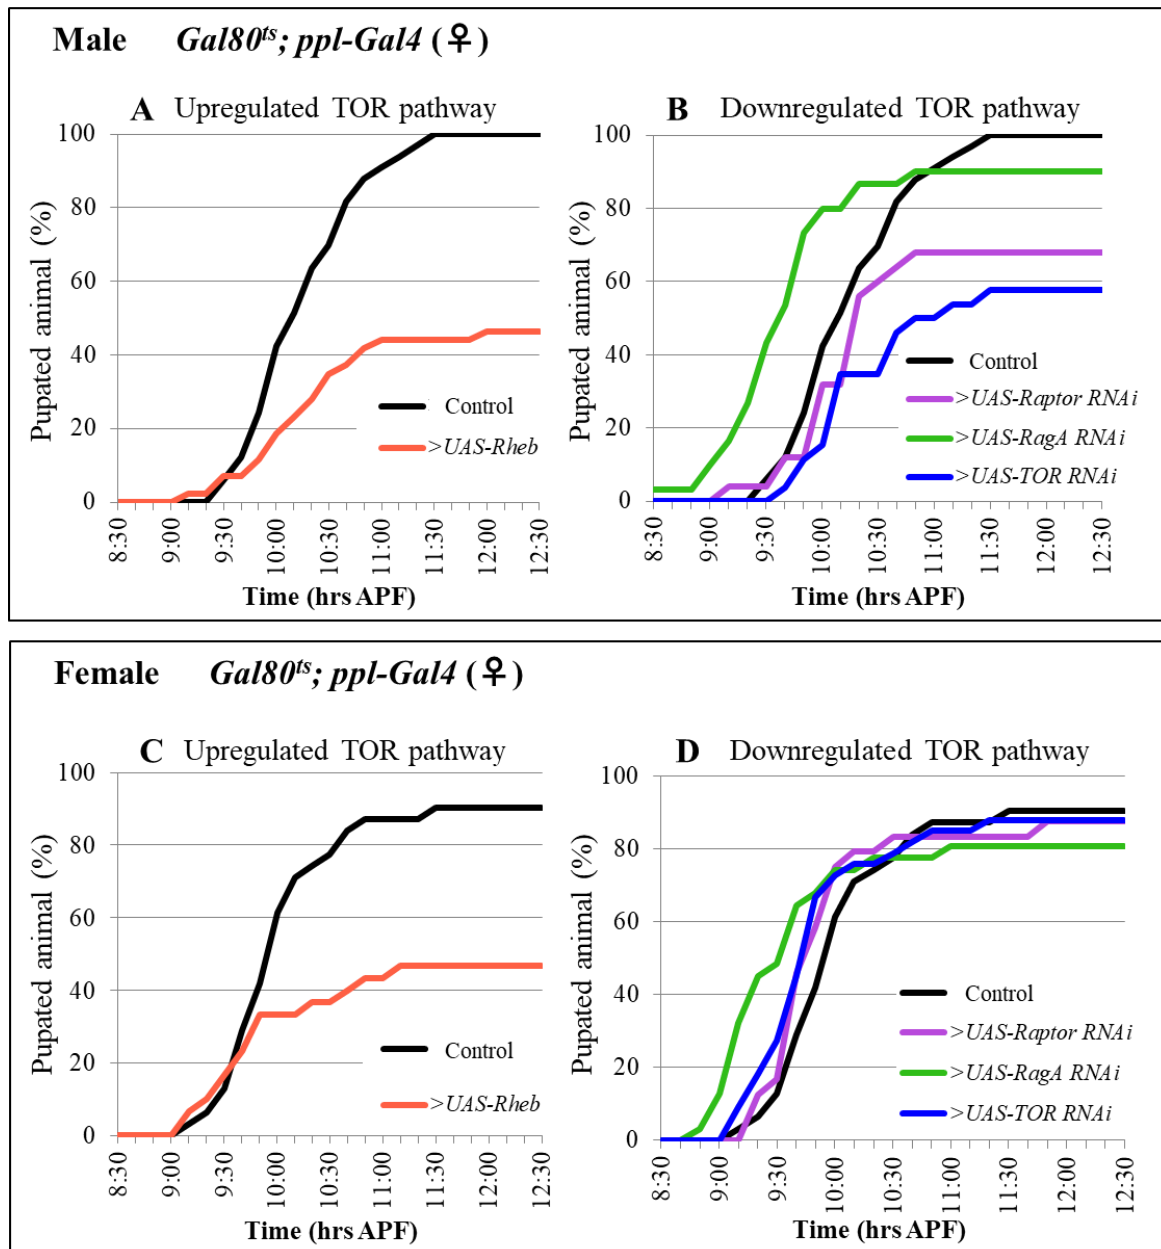 Male Gal80ts; ppl-Gal4 (♀)
A Upregulated TOR pathway
100
80
60
40
20
0
Pupated animal (%)
Control
>UAS-Rheb
8:30 9:00 9:30 10:00 10:30 11:00 11:30 12:00 12:30
Time (hrs APF)
B Downregulated TOR pathway
100
80
60
40
20
0
Pupated animal (%)
Control
>UAS-Raptor RNAi
>UAS-RagA RNAi
>UAS-TOR RNAi
8:30 9:00 9:30 10:00 10:30 11:00 11:30 12:00 12:30
Time (hrs APF)
Female Gal80ts; ppl-Gal4 (♀)
C Upregulated TOR pathway
100
80
60
40
20
0
Pupated animal (%)
Control
>UAS-Rheb
8:30 9:00 9:30 10:00 10:30 11:00 11:30 12:00 12:30
Time (hrs APF)
D Downregulated TOR pathway
100
80
60
40
20
0
Pupated animal (%)
Control
>UAS-Raptor RNAi
>UAS-RagA RNAi
>UAS-TOR RNAi
8:30 9:00 9:30 10:00 10:30 11:00 11:30 12:00 12:30
Time (hrs APF)